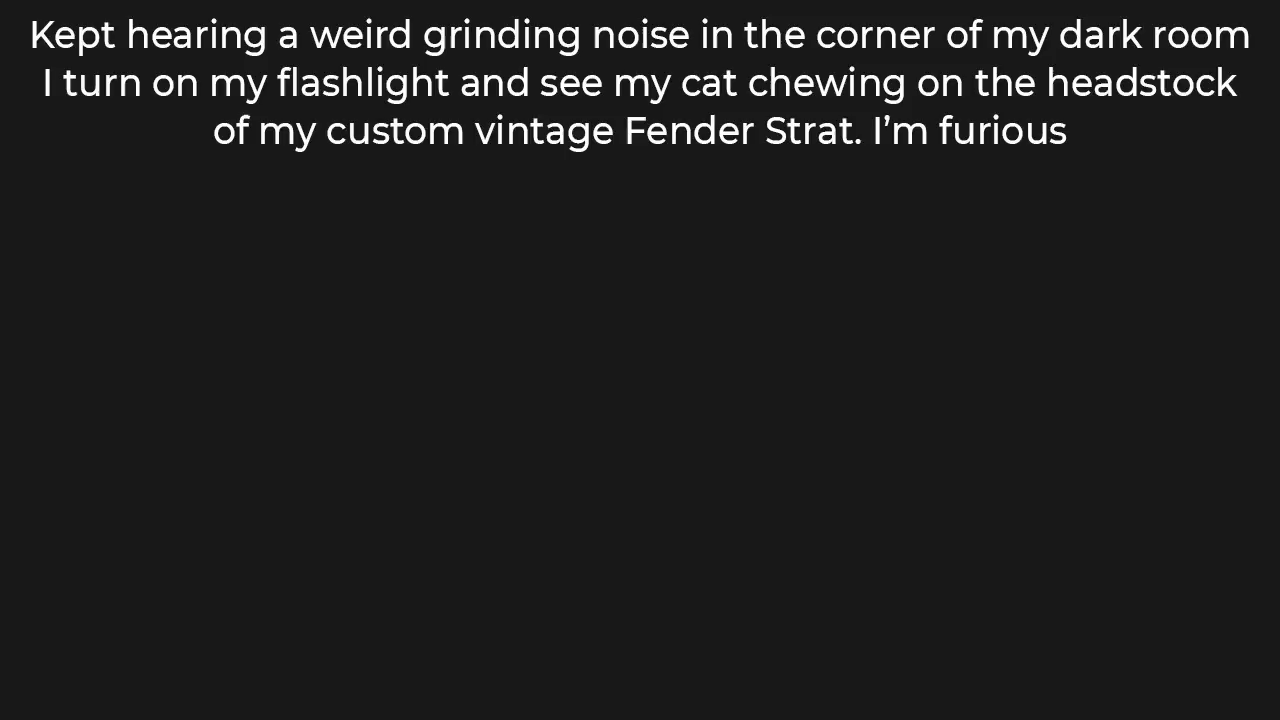 Kept hearing a weird grinding noise in the corner of my dark room
I turn on my flashlight and see my cat chewing on the headstock
of my custom vintage Fender Strat. I’m furious